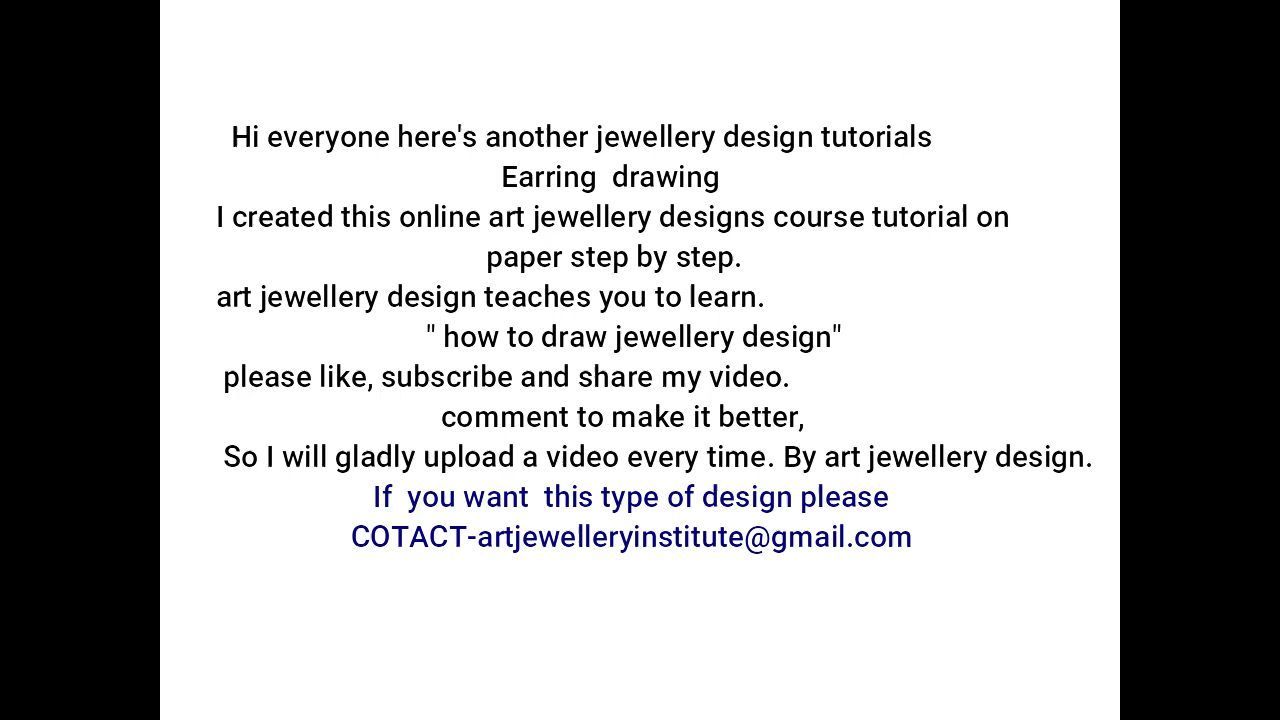 Hi everyone here's another jewellery design tutorials
Earring  drawing
I created this online art jewellery designs course tutorial on
paper step by step.
art jewellery design teaches you to learn.
" how to draw jewellery design"
please like, subscribe and share my video.
comment to make it better,
So I will gladly upload a video every time. By art jewellery design.
If  you want  this type of design please
COTACT-artjewelleryinstitute@gmail.com